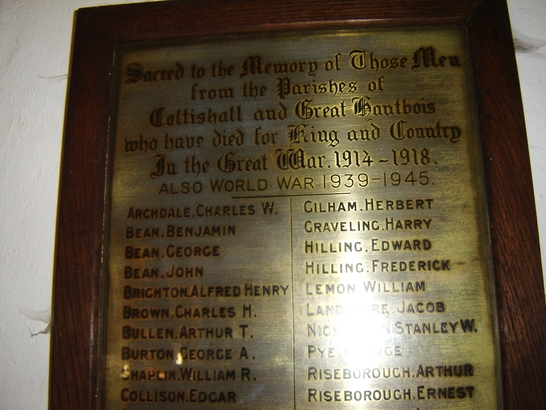 Sacred to the Memory of Those Men
from the Parishes of
Coltishall and Great Hautbois
who have died for King and Country
In the Great War. 1914 - 1918.
ALSO WORLD WAR 1939-1945.
ARCHDALE. CHARLES W.
BEAN. BENJAMIN
BEAN. GEORGE
BEAN. JOHN
BRIGHTON. ALFRED HENRY
BROWN. CHARLES H.
BULLEN. ARTHUR T.
BURTON. GEORGE A.
CHAPLIN. WILLIAM R.
COLLISON. EDGAR
GILHAM. HERBERT
GRAVELING. HARRY
HILLING. EDWARD
HILLING. FREDERICK
LEMON. WILLIAM
JACOB
STANLEY W.
PYE. GEORGE
RISEBOROUGH. ARTHUR
RISEBOROUGH. ERNEST